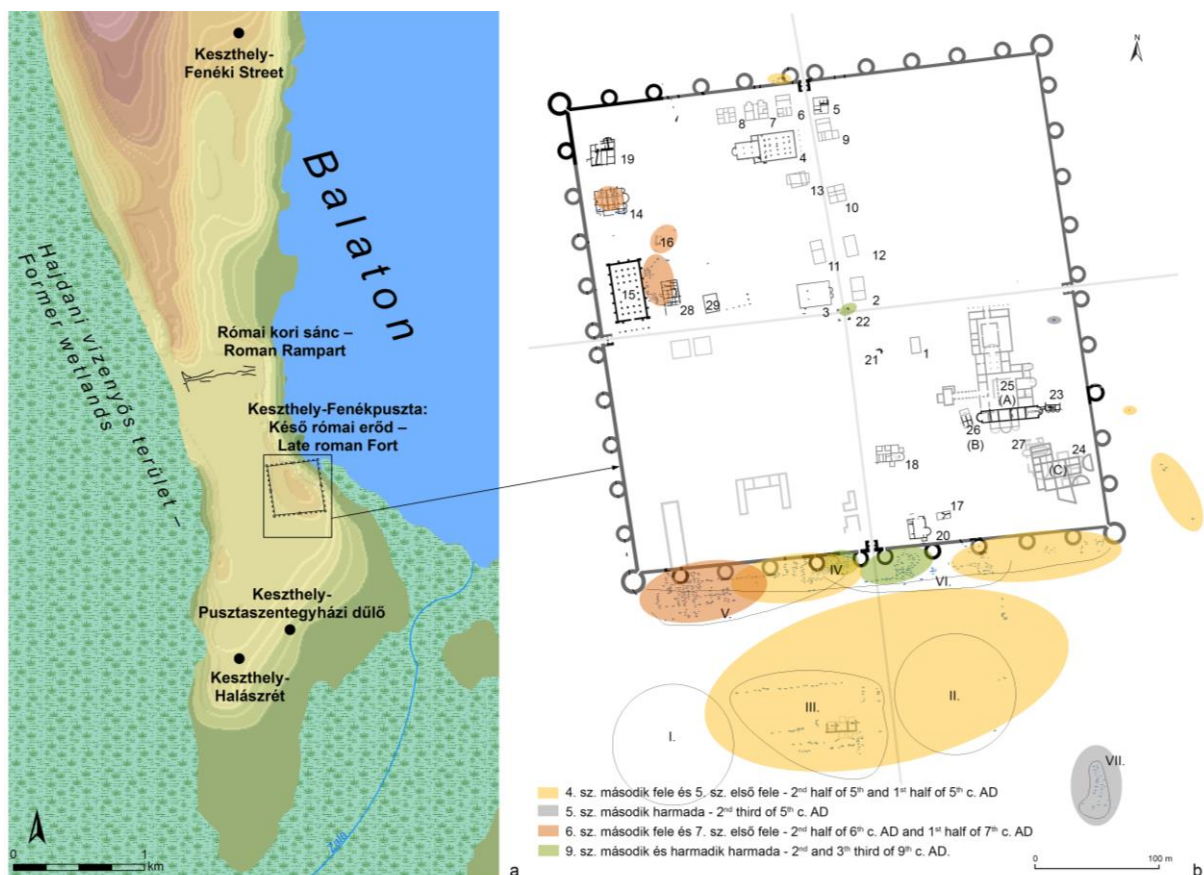 Keszthely-
Fenéki Street
Balaton
Hajdani vízenyős terület –
Former wetlands
Római kori sánc –
Roman Rampart
Keszthely-Fenékpuszta:
Késő római erőd –
Late roman Fort
Keszthely-
Pusztaszentegyházi dűlő
Keszthely-
Halászrét
Zala
0 1
km
a
N
8
7
6
5
9
4
19
13
10
14
16
11
12
15
28
29
3
2
22
21
1
25
(A)
23
26
(B)
27
24
(C)
18
17
20
IV.
V.
VI.
I.
III.
II.
VII.
4. sz. második fele és 5. sz. első fele - 2nd half of 5th and 1st half of 5th c. AD
5. sz. második harmada - 2nd third of 5th c. AD
6. sz. második fele és 7. sz. első fele - 2nd half of 6th c. AD and 1st half of 7th c. AD
9. sz. második és harmadik harmada - 2nd and 3th third of 9th c. AD.
0 100 m
b